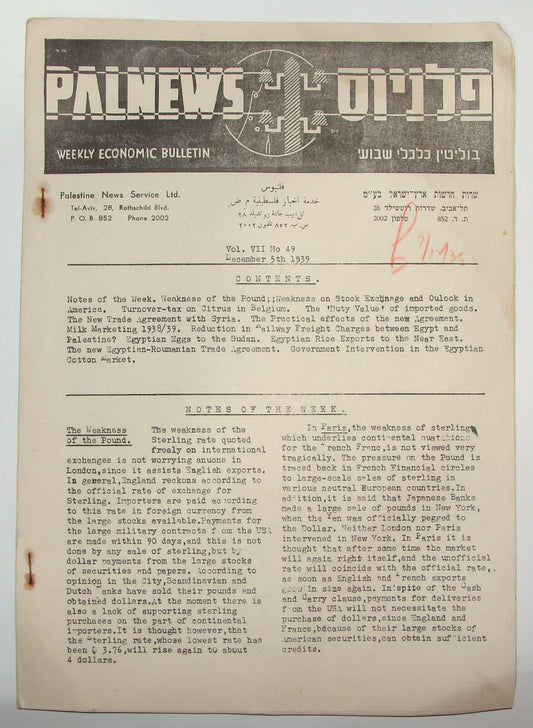 PALNEWS פלניוס
WEEKLY ECONOMIC BULLETIN בוליטין כלכלי שבועי
Palestine News Service Ltd.
Tel-Aviv, 28, Rothschild Blvd.
P. O. B. 852 Phone 2002
فلنيوس
خدمة اخبار فلسطينية م ض
تل ابيب جادة روتشيلد ٢٨
ص ب ٨٥٢ تلفون ٢٠٠٢
שרות חדשות ארץ-ישראל בע"מ
תל-אביב, שדרות רוטשילד 28
ת. ד. 852 טלפון 2002
Vol. VII No 49
December 5th 1939
CONTENTS.
Notes of the Week. Weakness of the Pound;;Weakness on Stock Exchange and Oulook in
America. Turnover-tax on Citrus in Belgium. The 'Duty Value' of imported goods.
The New Trade Agreement with Syria. The Practical effects of the new Agreement.
Milk Marketing 1938/39. Reduction in Railway Freight Charges between Egypt and
Palestine? Egyptian Eggs to the Sudan. Egyptian Rice Exports to the Near East.
The new Egyptian-Roumanian Trade Agreement. Government Intervention in the Egyptian
Cotton Market.
NOTES OF THE WEEK.
The Weakness
of the Pound.
The weakness of the
Sterling rate quoted
freely on international
exchanges is not worrying anuone in
London,since it assists English exports.
In general,England reckons according to
the official rate of exchange for
Sterling. Importers are paid according
to this rate in foreign currency from
the large stocks available.Payments for
the large military contracts from the USA
are made within 90 days,and this is not
done by any sale of sterling,but by
dollar payments from the large stocks
of securities and papers. According to
opinion in the City,Scandinavian and
Dutch Banks have sold their pounds and
obtained dollars.At the moment there is
also a lack of supporting sterling
purchases on the part of continental
importers.It is thought however,that
the Sterling rate,whose lowest rate has
been $ 3.76,will rise again to about
4 dollars.
In Paris,the weakness of sterling
which underlies continental quotations
for the French Franc,is not viewed very
tragically. The pressure on the Pound is
traced back in French Financial circles
to large-scale sales of sterling in
various neutral European countries.In
addition,it is said that Japanese Banks
made a large sale of pounds in New York,
when the Yen was officially pegred to
the Dollar. Neither London nor Paris
intervened in New York. In Paris it is
thought that after some time the market
will again right itself,and the unofficial
rate will coincide with the official rate,
as soon as English and French exports
grow in size again. In spite of the Cash
and Carry clause,payments for deliveries
from the USA will not necessitate the
purchase of dollars,since England and
France,because of their large stocks of
American securities,can obtain sufficient
credits.